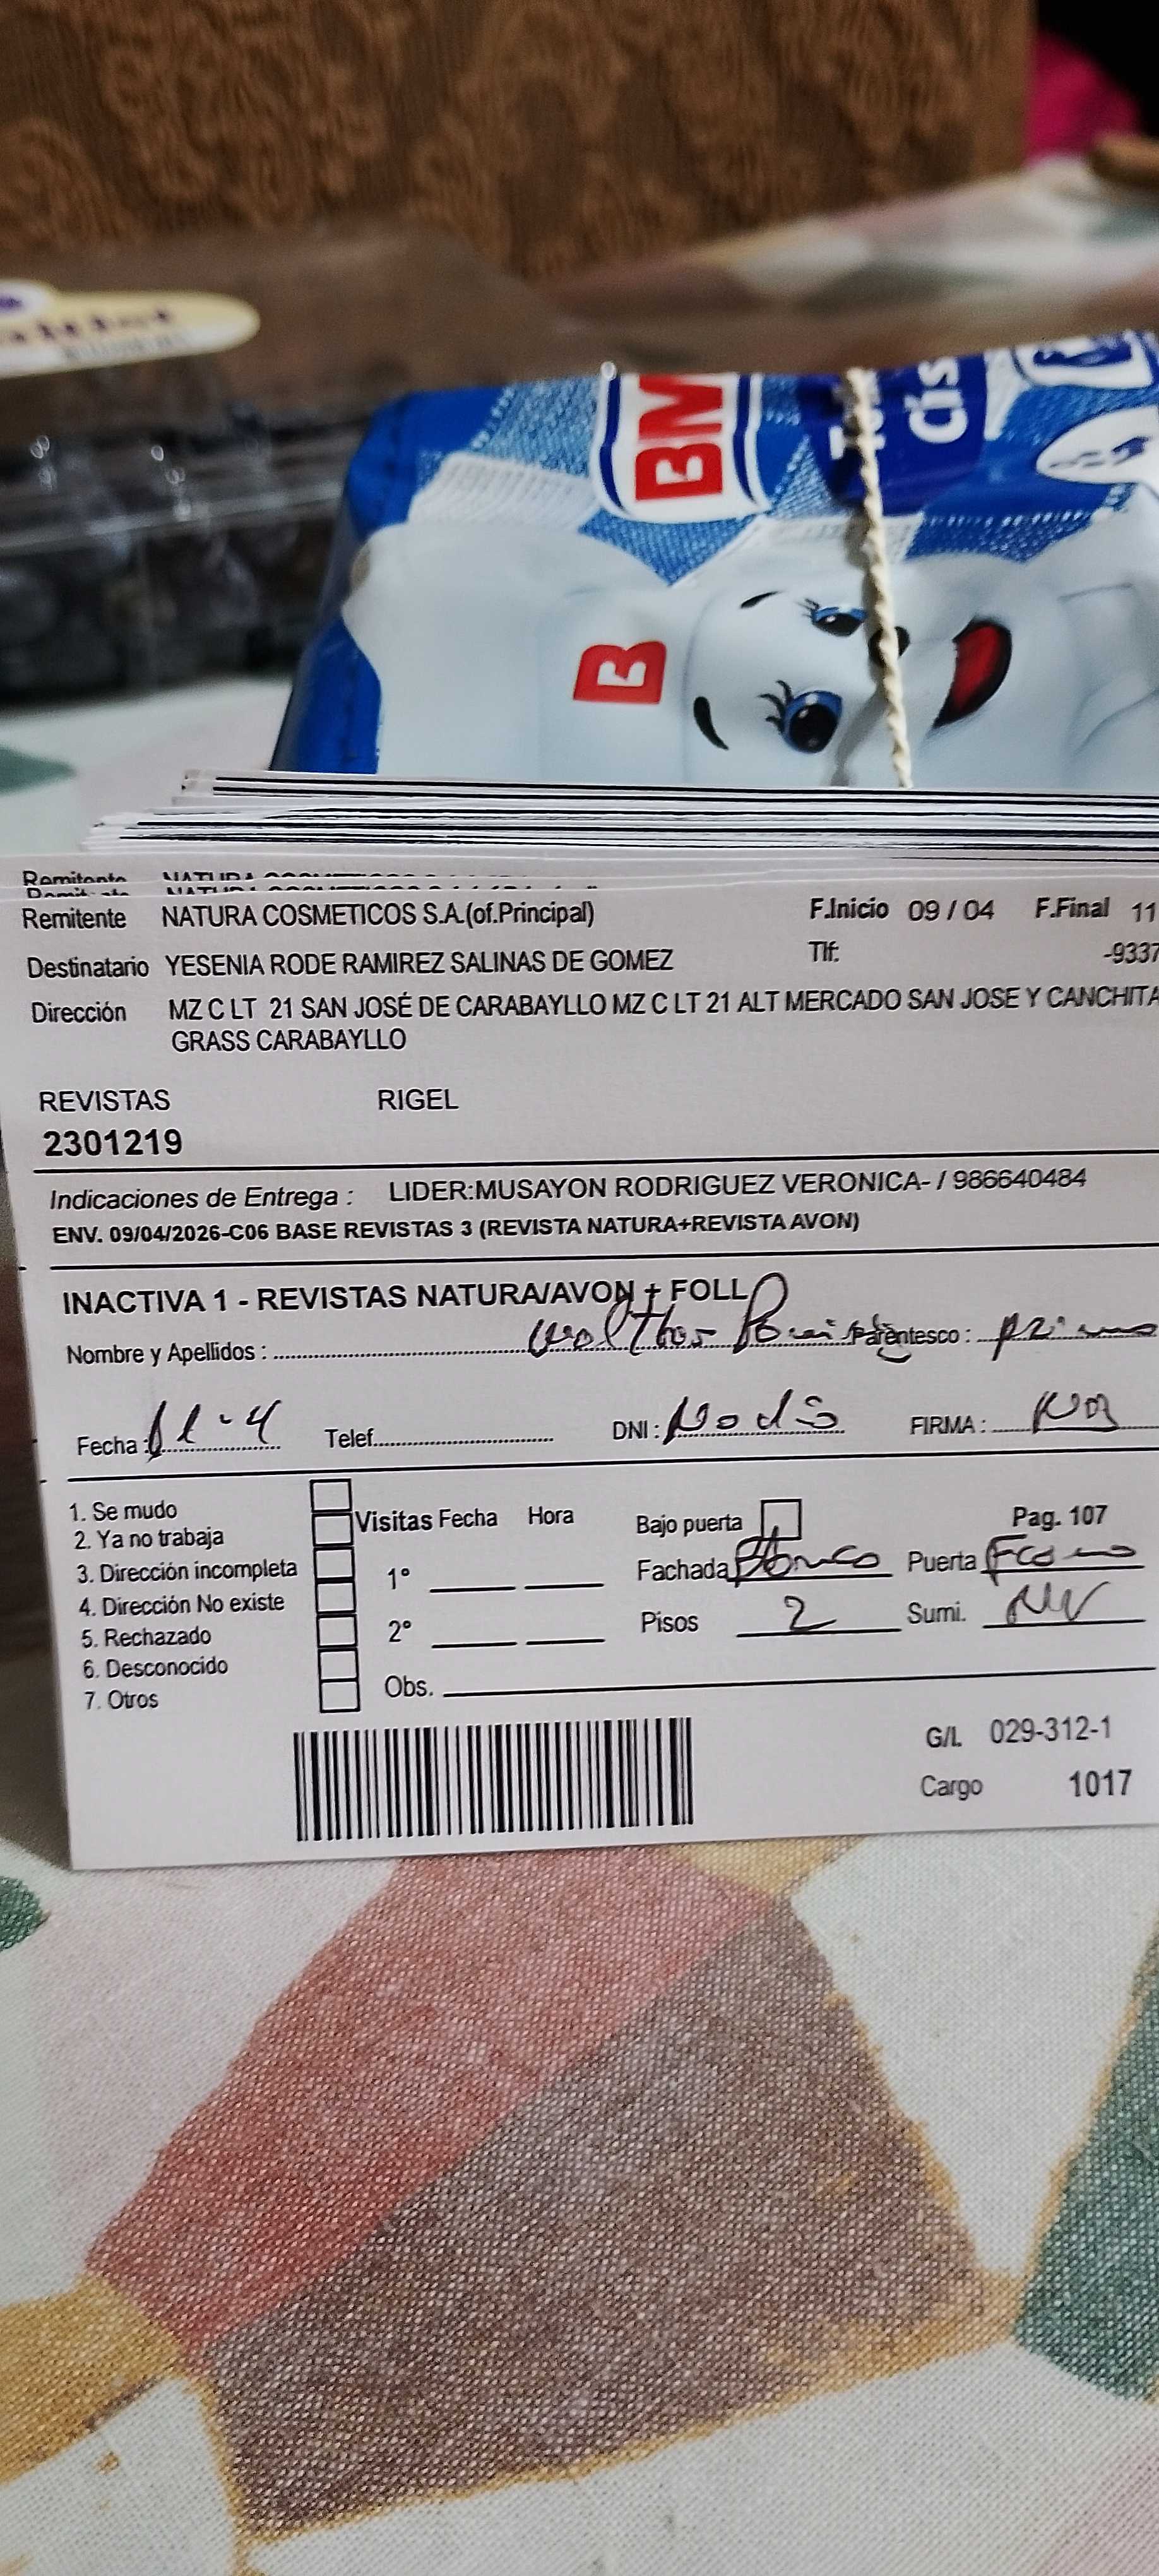 BM
B
Remitente NATURA COSMETICOS S.A.(of.Principal) F.Inicio 09 / 04 F.Final 11
Destinatario YESENIA RODE RAMIREZ SALINAS DE GOMEZ Tlf: -9337
Dirección MZ C LT 21 SAN JOSÉ DE CARABAYLLO MZ C LT 21 ALT MERCADO SAN JOSE Y CANCHITA
GRASS CARABAYLLO
REVISTAS RIGEL
2301219
Indicaciones de Entrega : LIDER:MUSAYON RODRIGUEZ VERONICA- / 986640484
ENV. 09/04/2026-C06 BASE REVISTAS 3 (REVISTA NATURA+REVISTA AVON)
INACTIVA 1 - REVISTAS NATURA/AVON + FOLL
Nombre y Apellidos : Parentesco : primo
Fecha : 11-4 Telef. DNI : FIRMA :
1. Se mudo
2. Ya no trabaja
3. Dirección incompleta
4. Dirección No existe
5. Rechazado
6. Desconocido
7. Otros
Visitas Fecha Hora
1°
2°
Obs.
Bajo puerta Pag. 107
Fachada Blanco Puerta
Pisos 2 Sumi.
G/L 029-312-1
Cargo 1017